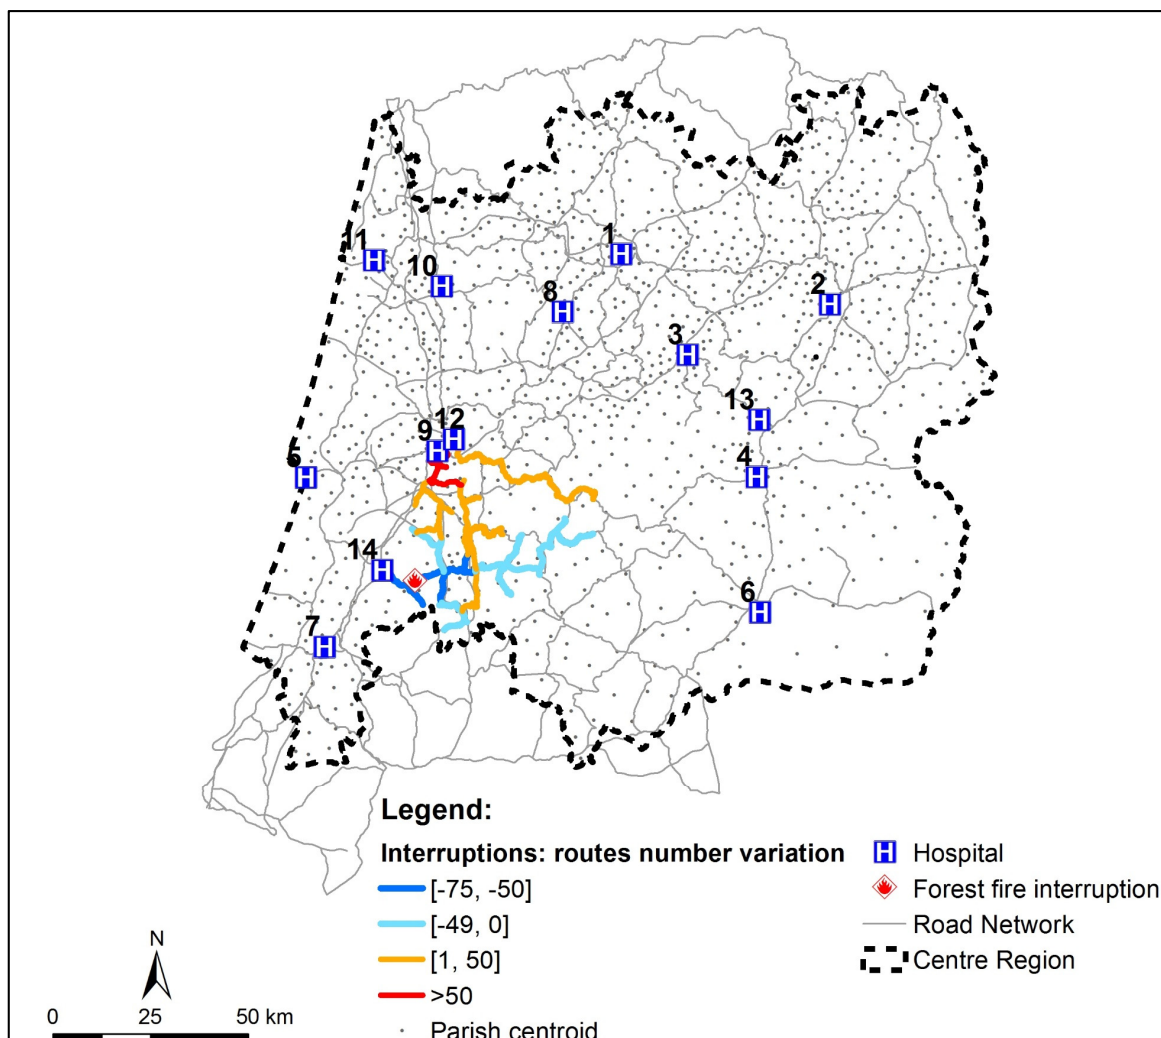 1
11
10
2
8
3
13
12
9
4
5
14
6
7
Legend:
Interruptions: routes number variation
[-75, -50]
[-49, 0]
[1, 50]
>50
Parish centroid
H Hospital
Forest fire interruption
Road Network
Centre Region
N
0 25 50 km